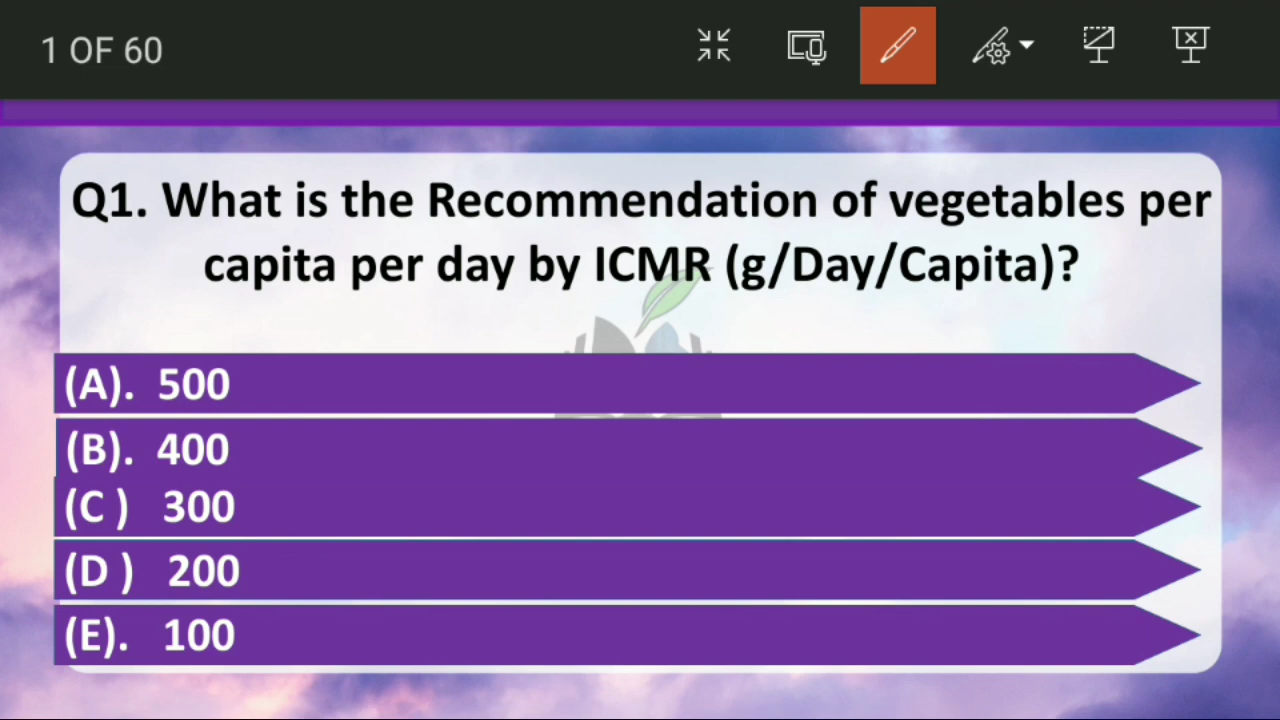 1 OF 60
Q1. What is the Recommendation of vegetables per
capita per day by ICMR (g/Day/Capita)?
(A). 500
(B). 400
(C ) 300
(D ) 200
(E). 100